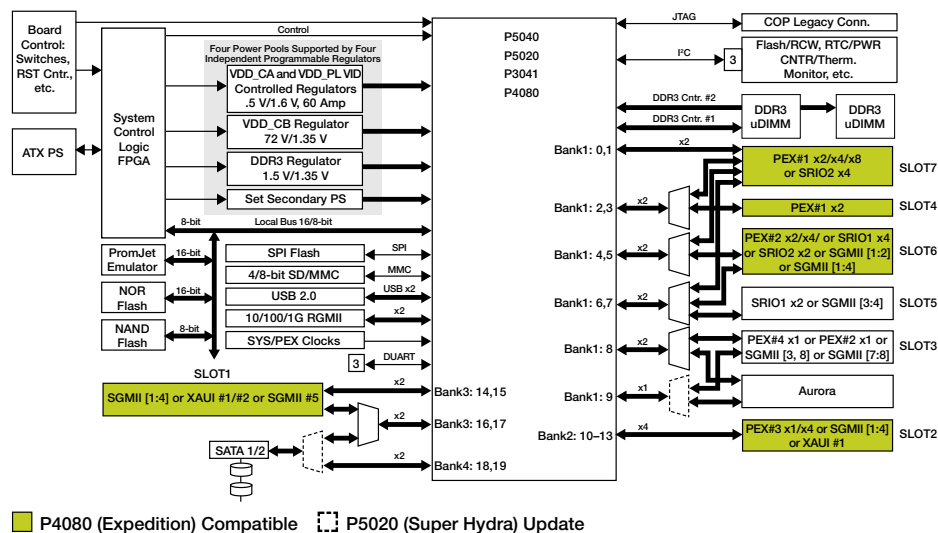 Board
Control:
Switches,
RST Cntr.,
etc.
ATX PS
System
Control
Logic
FPGA
Control
Four Power Pools Supported by Four
Independent Programmable Regulators
VDD_CA and VDD_PL VID
Controlled Regulators
.5 V/1.6 V, 60 Amp
VDD_CB Regulator
72 V/1.35 V
DDR3 Regulator
1.5 V/1.35 V
Set Secondary PS
8-bit
Local Bus 16/8-bit
PromJet
Emulator
16-bit
NOR
Flash
16-bit
NAND
Flash
8-bit
SPI Flash
SPI
4/8-bit SD/MMC
MMC
USB 2.0
USB x2
10/100/1G RGMII
x2
SYS/PEX Clocks
3
DUART
SLOT1
SGMII [1:4] or XAUI #1/#2 or SGMII #5
x2
x2
SATA 1/2
x2
P5040
P5020
P3041
P4080
Bank1: 0,1
Bank1: 2,3
Bank1: 4,5
Bank1: 6,7
Bank1: 8
Bank1: 9
Bank2: 10–13
Bank3: 14,15
Bank3: 16,17
Bank4: 18,19
JTAG
COP Legacy Conn.
I²C
3
Flash/RCW, RTC/PWR
CNTR/Therm.
Monitor, etc.
DDR3 Cntr. #2
DDR3 Cntr. #1
DDR3
uDIMM
DDR3
uDIMM
x2
PEX#1 x2/x4/x8
or SRIO2 x4
SLOT7
x2
PEX#1 x2
SLOT4
x2
PEX#2 x2/x4/ or SRIO1 x4
or SRIO2 x2 or SGMII [1:2]
or SGMII [1:4]
SLOT6
x2
SRIO1 x2 or SGMII [3:4]
SLOT5
x2
PEX#4 x1 or PEX#2 x1 or
SGMII [3, 8] or SGMII [7:8]
SLOT3
x1
Aurora
x4
PEX#3 x1/x4 or SGMII [1:4]
or XAUI #1
SLOT2
P4080 (Expedition) Compatible
P5020 (Super Hydra) Update